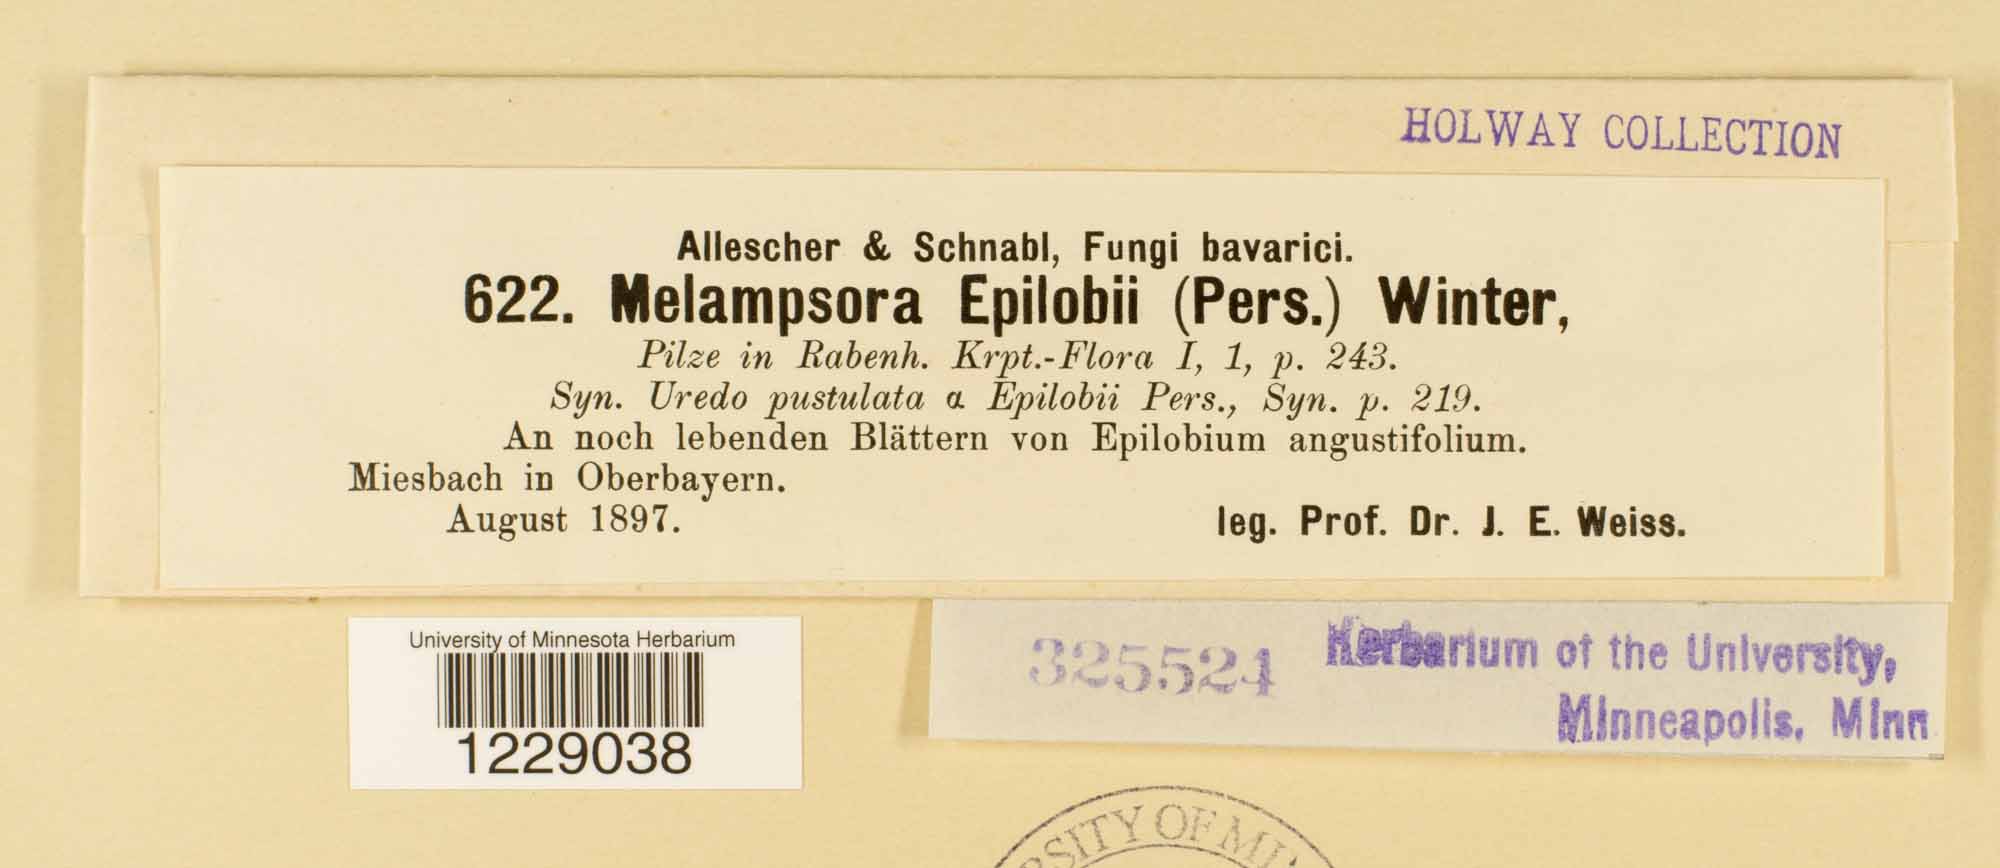 HOLWAY COLLECTION
Allescher & Schnabl, Fungi bavarici.
622. Melampsora Epilobii (Pers.) Winter,
Pilze in Rabenh. Krpt.-Flora I, 1, p. 243.
Syn. Uredo pustulata α Epilobii Pers., Syn. p. 219.
An noch lebenden Blättern von Epilobium angustifolium.
Miesbach in Oberbayern.
August 1897.
leg. Prof. Dr. J. E. Weiss.
University of Minnesota Herbarium
1229038
325524
Herbarium of the University,
Minneapolis, Minn
OF